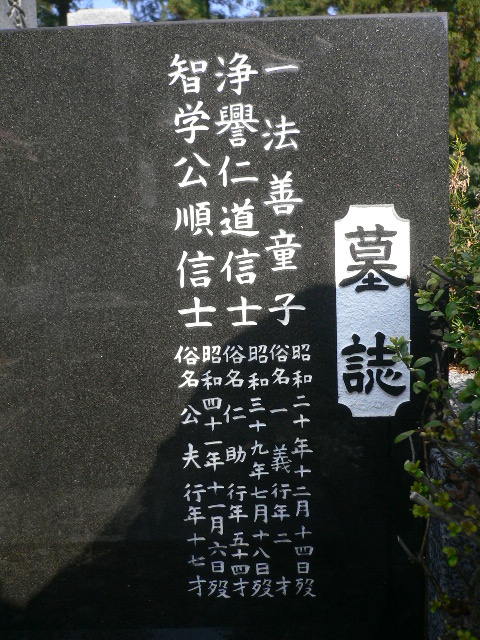 墓誌
一法善童子
昭和二十年十二月十四日歿
俗名一義行年二才
浄譽仁道信士
昭和三十九年七月十八日歿
俗名仁助行年五十四才
智学公順信士
昭和四十一年十一月六日歿
俗名公夫行年十七才